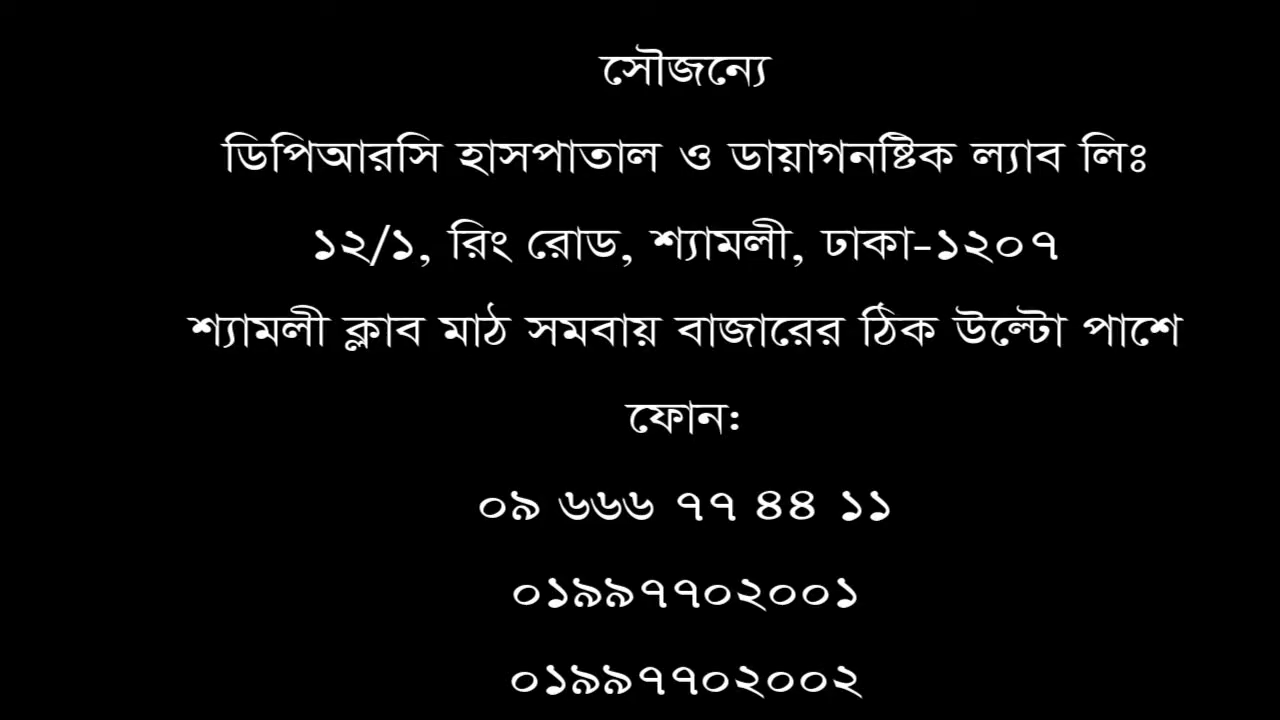 সৌজন্যে
ডিপিআরসি হাসপাতাল ও ডায়াগনষ্টিক ল্যাব লিঃ
১২/১, রিং রোড, শ্যামলী, ঢাকা-১২০৭
শ্যামলী ক্লাব মাঠ সমবায় বাজারের ঠিক উল্টো পাশে
ফোন:
০৯ ৬৬৬ ৭৭ ৪৪ ১১
০১৯৯৭৭০২০০১
০১৯৯৭৭০২০০২